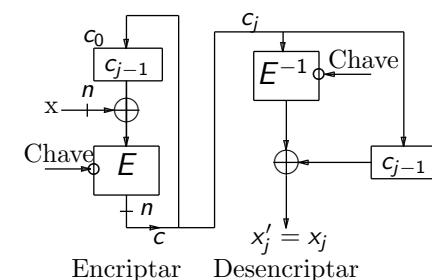 c_0
c_{j-1}
n
x
Chave
E
n
c
c_j
E^{-1}
Chave
c_{j-1}
x'_j = x_j
Encriptar
Desencriptar